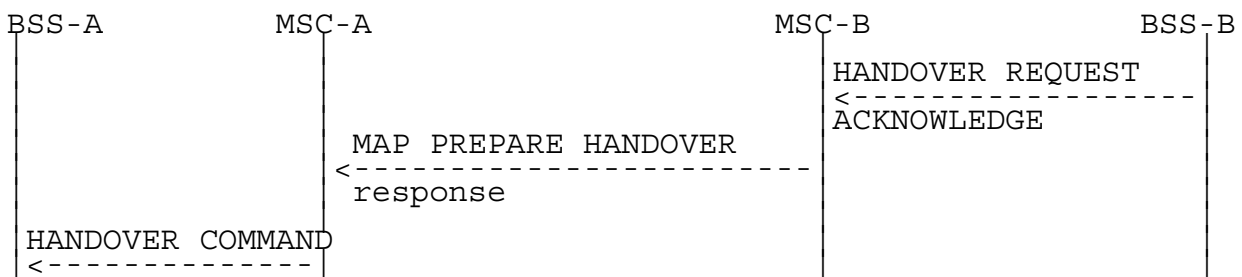 BSS-A MSC-A MSC-B BSS-B
HANDOVER REQUEST
ACKNOWLEDGE
MAP PREPARE HANDOVER
response
HANDOVER COMMAND